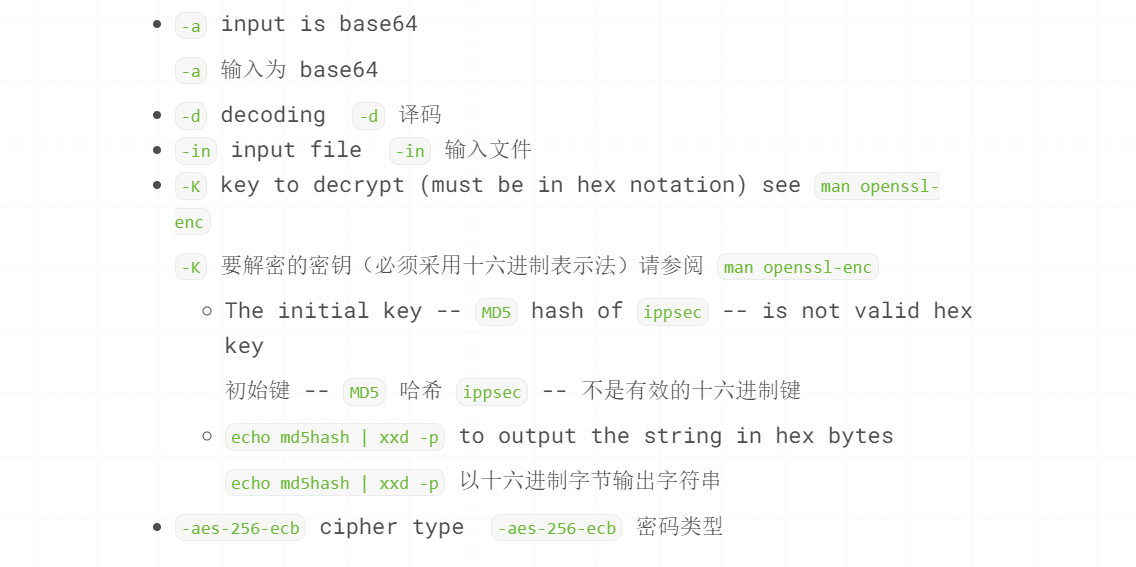 -a input is base64
-a 输入为 base64
-d decoding -d 译码
-in input file -in 输入文件
-K key to decrypt (must be in hex notation) see man openssl-
enc
-K 要解密的密钥（必须采用十六进制表示法）请参阅 man openssl-enc
The initial key -- MD5 hash of ippsec -- is not valid hex
key
初始键 -- MD5 哈希 ippsec -- 不是有效的十六进制键
echo md5hash | xxd -p to output the string in hex bytes
echo md5hash | xxd -p 以十六进制字节输出字符串
-aes-256-ecb cipher type -aes-256-ecb 密码类型